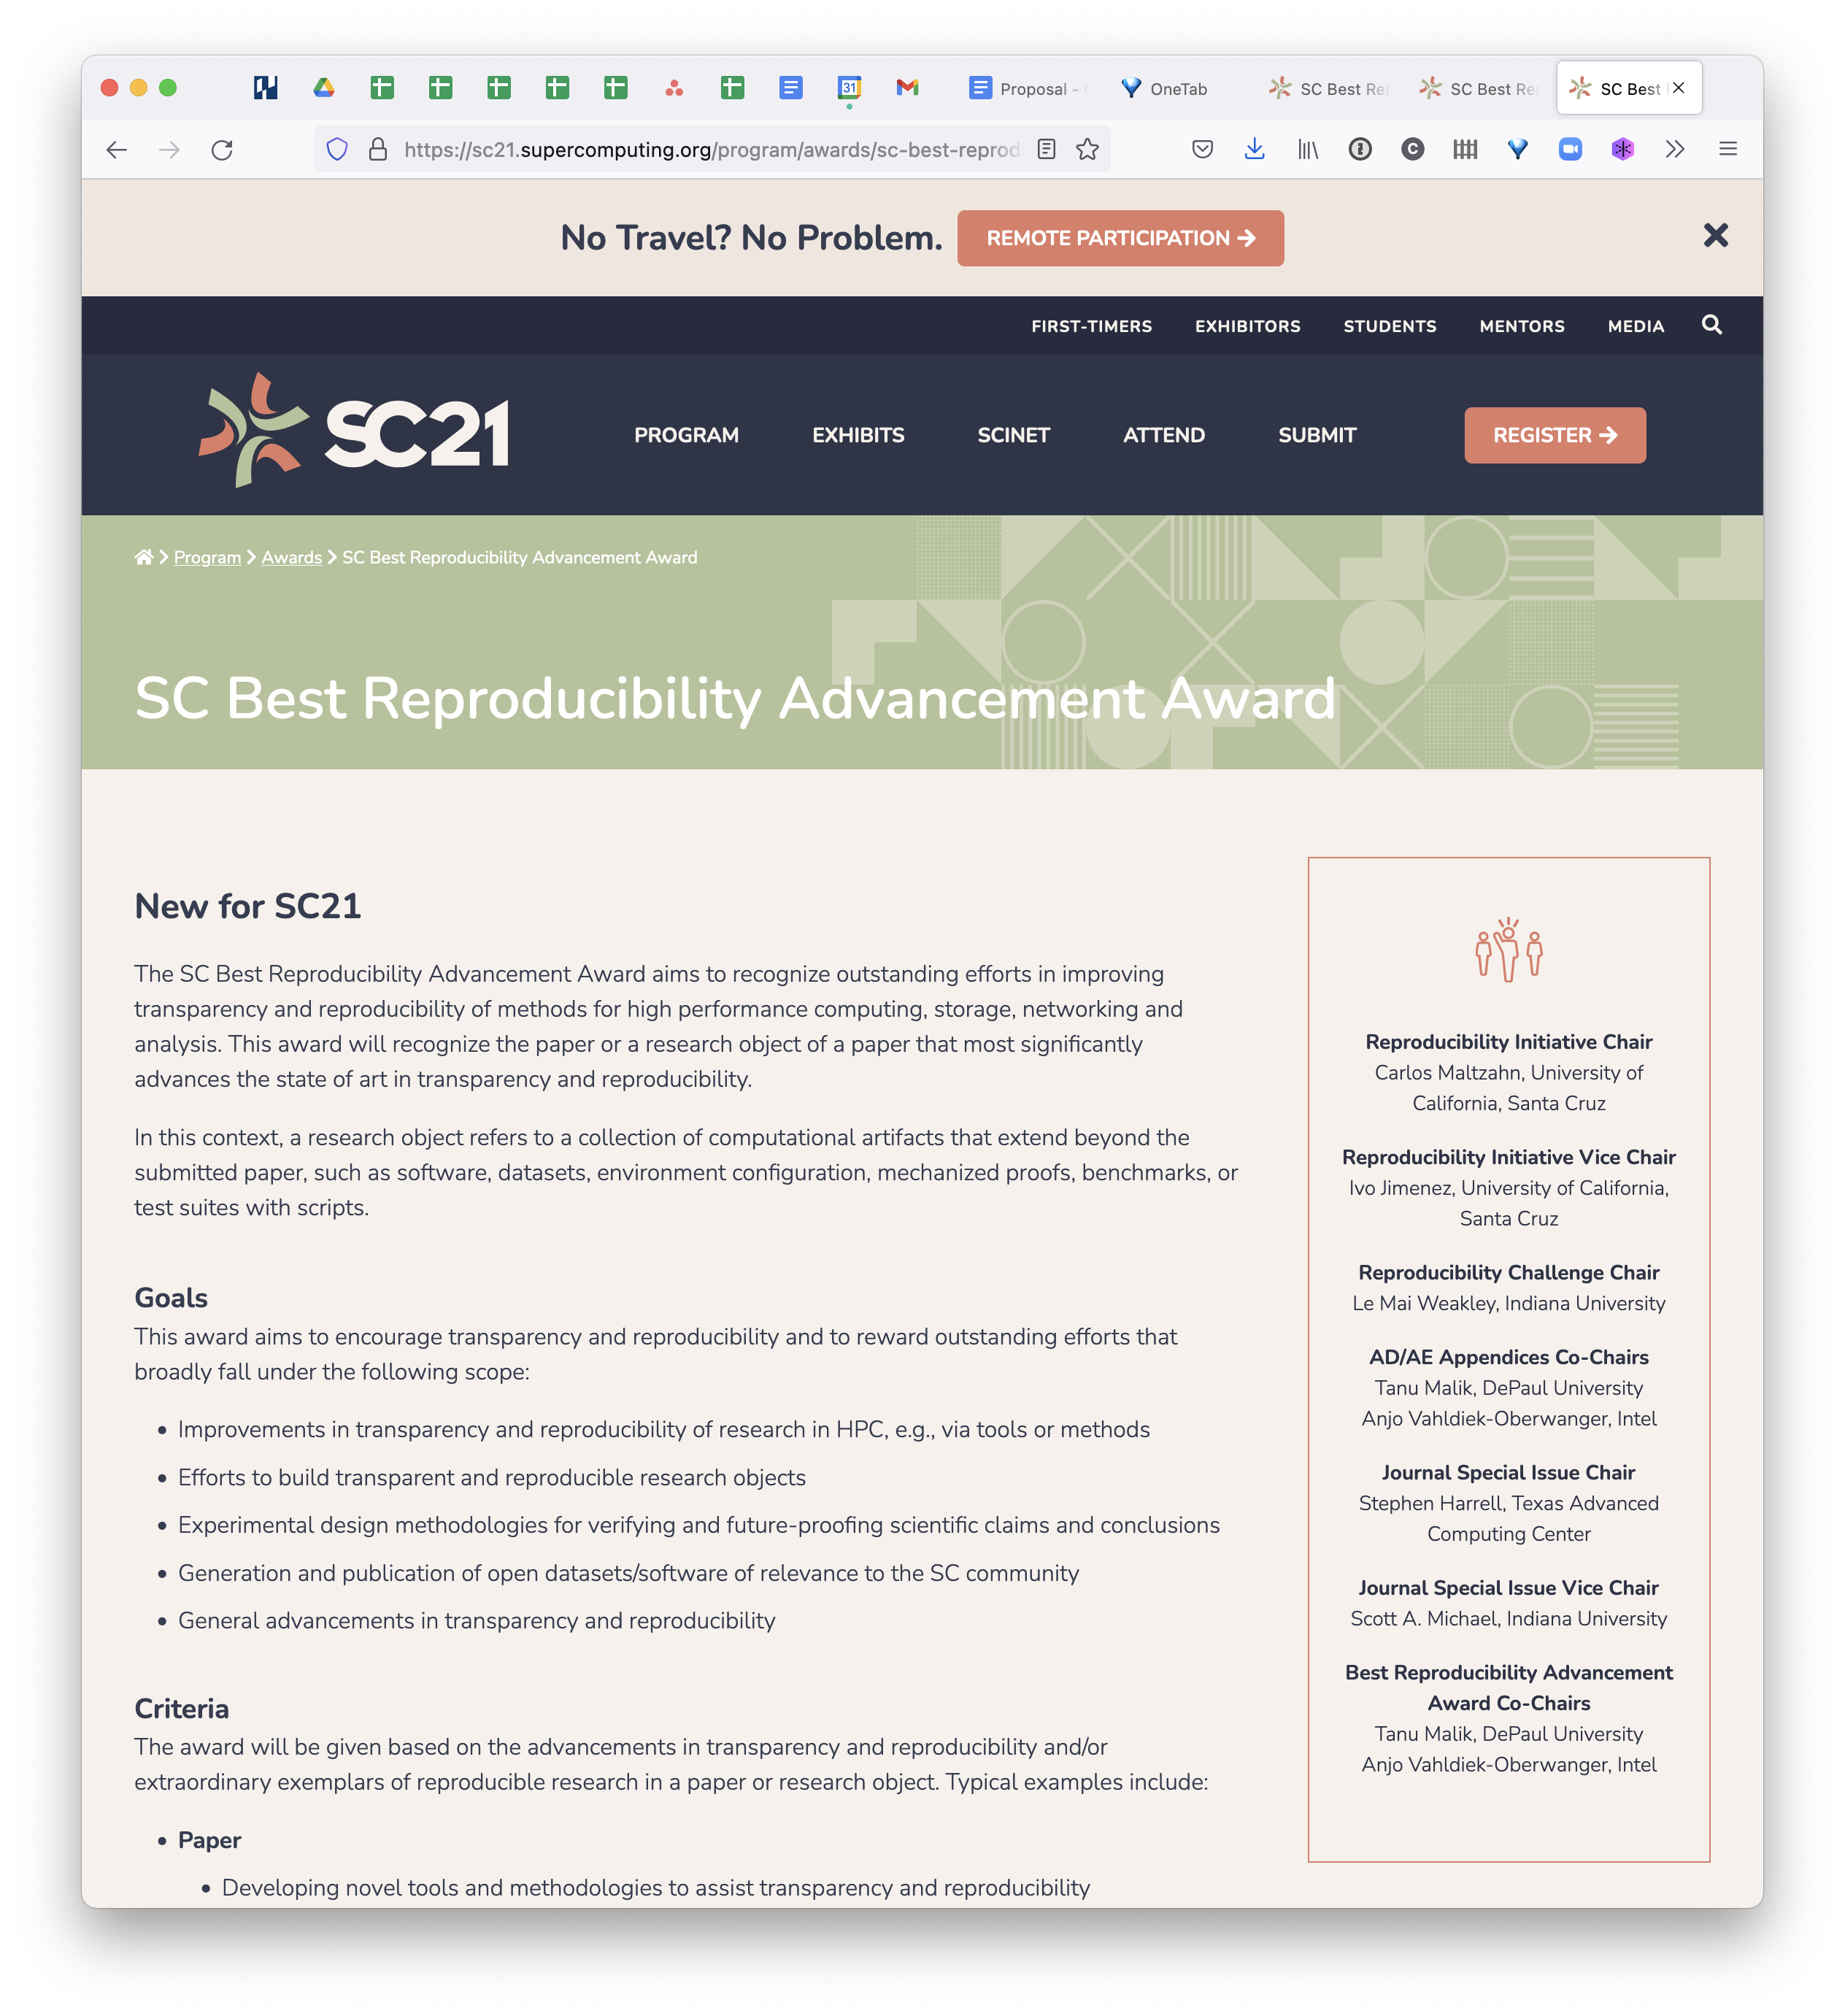 31
Proposal -
OneTab
SC Best Re
SC Best Re
SC Best
https://sc21.supercomputing.org/program/awards/sc-best-reprod
No Travel? No Problem.
REMOTE PARTICIPATION
FIRST-TIMERS EXHIBITORS STUDENTS MENTORS MEDIA
SC21
PROGRAM EXHIBITS SCINET ATTEND SUBMIT
REGISTER
Program Awards SC Best Reproducibility Advancement Award
SC Best Reproducibility Advancement Award
New for SC21
The SC Best Reproducibility Advancement Award aims to recognize outstanding efforts in improving
transparency and reproducibility of methods for high performance computing, storage, networking and
analysis. This award will recognize the paper or a research object of a paper that most significantly
advances the state of art in transparency and reproducibility.
In this context, a research object refers to a collection of computational artifacts that extend beyond the
submitted paper, such as software, datasets, environment configuration, mechanized proofs, benchmarks, or
test suites with scripts.
Goals
This award aims to encourage transparency and reproducibility and to reward outstanding efforts that
broadly fall under the following scope:
• Improvements in transparency and reproducibility of research in HPC, e.g., via tools or methods
• Efforts to build transparent and reproducible research objects
• Experimental design methodologies for verifying and future-proofing scientific claims and conclusions
• Generation and publication of open datasets/software of relevance to the SC community
• General advancements in transparency and reproducibility
Criteria
The award will be given based on the advancements in transparency and reproducibility and/or
extraordinary exemplars of reproducible research in a paper or research object. Typical examples include:
• Paper
• Developing novel tools and methodologies to assist transparency and reproducibility
Reproducibility Initiative Chair
Carlos Maltzahn, University of
California, Santa Cruz
Reproducibility Initiative Vice Chair
Ivo Jimenez, University of California,
Santa Cruz
Reproducibility Challenge Chair
Le Mai Weakley, Indiana University
AD/AE Appendices Co-Chairs
Tanu Malik, DePaul University
Anjo Vahldiek-Oberwanger, Intel
Journal Special Issue Chair
Stephen Harrell, Texas Advanced
Computing Center
Journal Special Issue Vice Chair
Scott A. Michael, Indiana University
Best Reproducibility Advancement
Award Co-Chairs
Tanu Malik, DePaul University
Anjo Vahldiek-Oberwanger, Intel